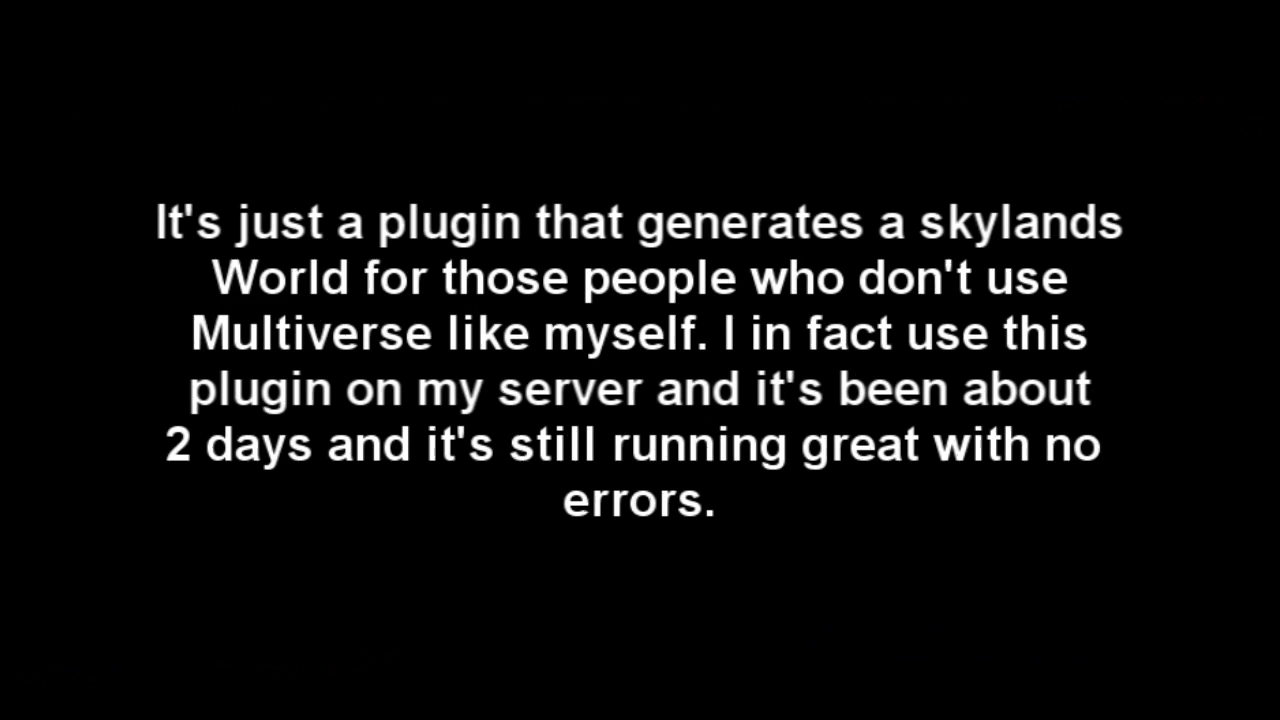 It's just a plugin that generates a skylands
World for those people who don't use
Multiverse like myself. I in fact use this
plugin on my server and it's been about
2 days and it's still running great with no
errors.